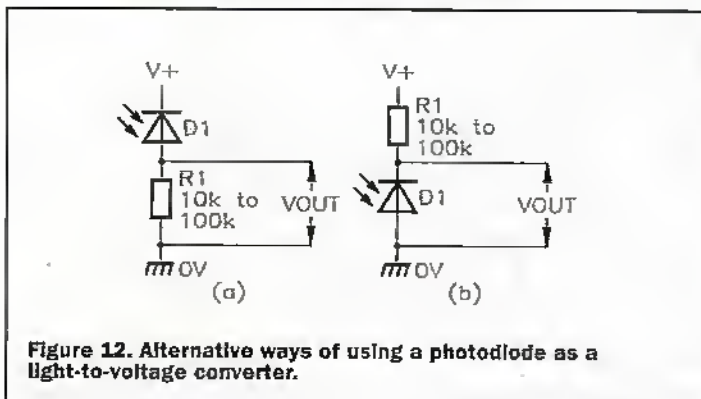 V+
D1
R1
10k to
100k
VOUT
0V
(a)
V+
R1
10k to
100k
D1
VOUT
0V
(b)
Figure 12. Alternative ways of using a photodiode as a
light-to-voltage converter.